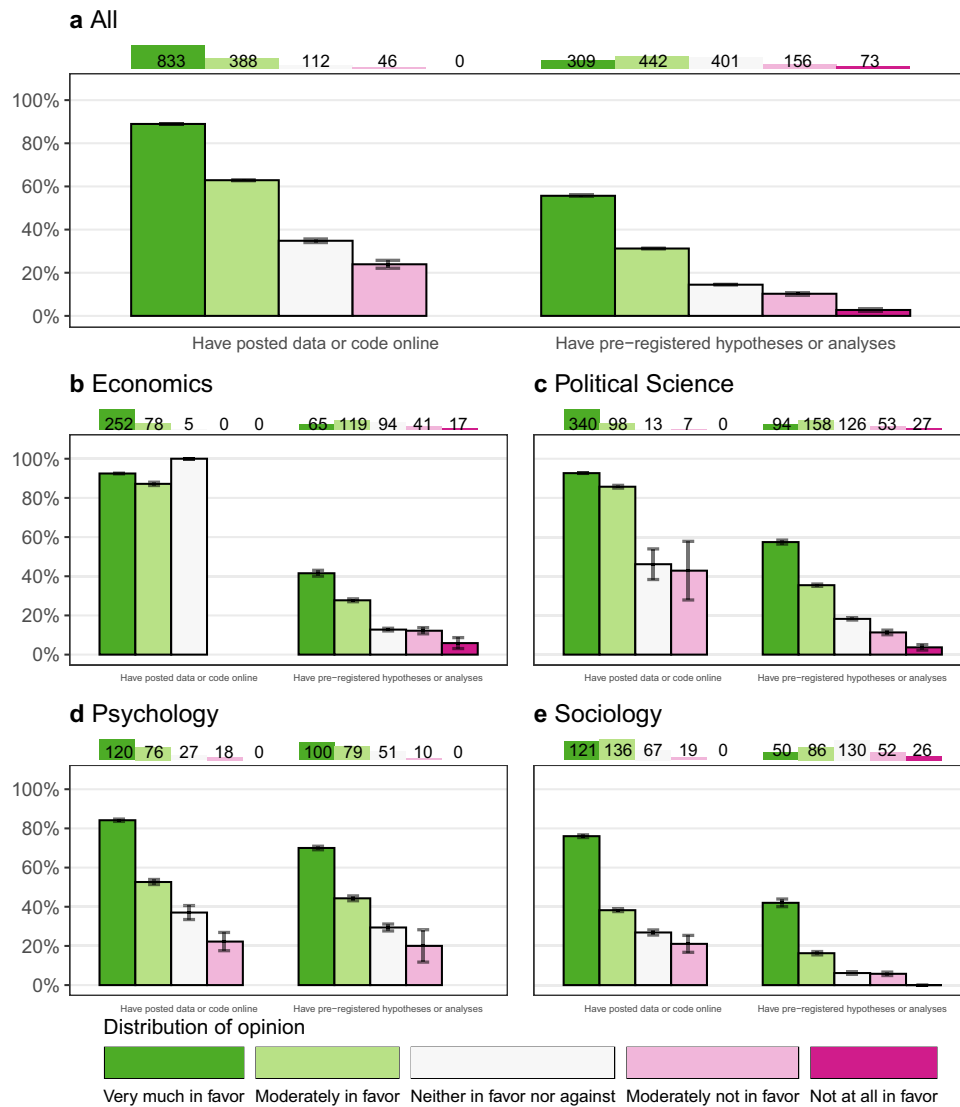 a All
833 388 112 46 0 309 442 401 156 73
100%
80%
60%
40%
20%
0%
Have posted data or code online Have pre−registered hypotheses or analyses
b Economics
252 78 5 0 0 65 119 94 41 17
100%
80%
60%
40%
20%
0%
Have posted data or code online Have pre−registered hypotheses or analyses
c Political Science
340 98 13 7 0 94 158 126 53 27
Have posted data or code online Have pre−registered hypotheses or analyses
d Psychology
120 76 27 18 0 100 79 51 10 0
100%
80%
60%
40%
20%
0%
Have posted data or code online Have pre−registered hypotheses or analyses
e Sociology
121 136 67 19 0 50 86 130 52 26
Have posted data or code online Have pre−registered hypotheses or analyses
Distribution of opinion
Very much in favor Moderately in favor Neither in favor nor against Moderately not in favor Not at all in favor